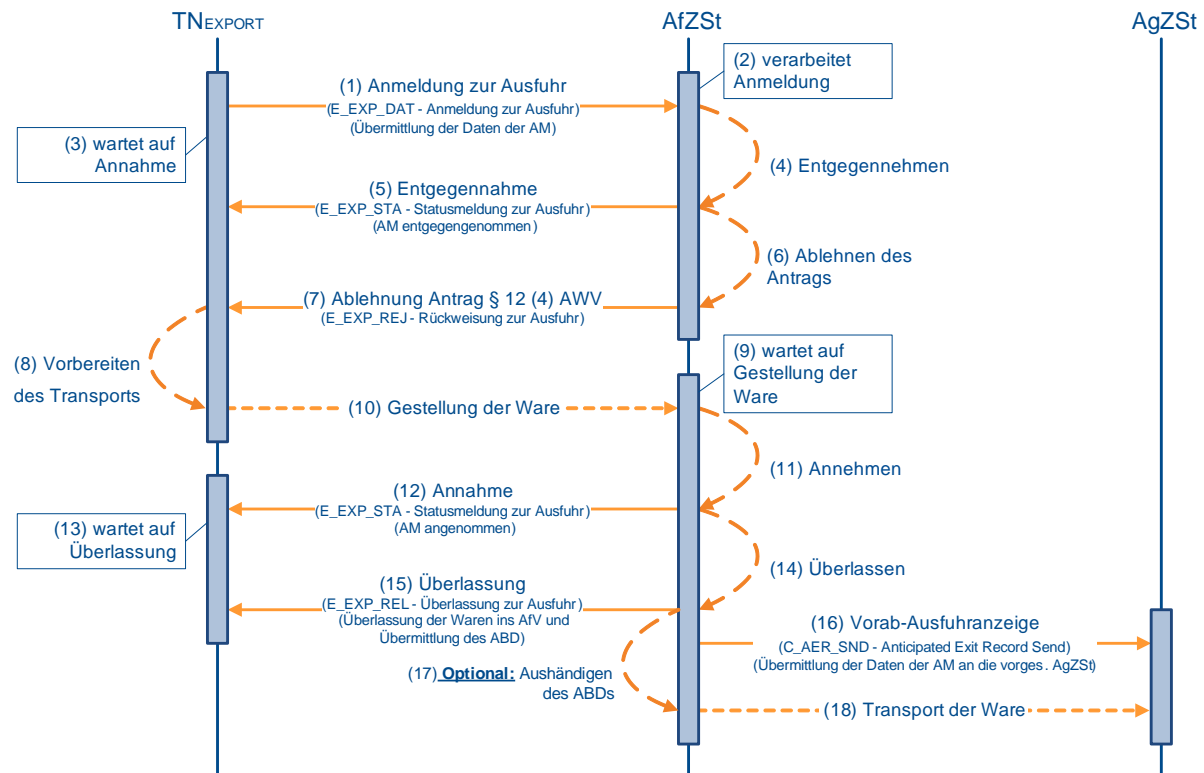 TNEXPORT
AfZSt
AgZSt
(1) Anmeldung zur Ausfuhr
(E_EXP_DAT - Anmeldung zur Ausfuhr)
(Übermittlung der Daten der AM)
(2) verarbeitet
Anmeldung
(3) wartet auf
Annahme
(4) Entgegennehmen
(5) Entgegennahme
(E_EXP_STA - Statusmeldung zur Ausfuhr)
(AM entgegengenommen)
(6) Ablehnen des
Antrags
(7) Ablehnung Antrag § 12 (4) AWV
(E_EXP_REJ - Rückweisung zur Ausfuhr)
(8) Vorbereiten
des Transports
(9) wartet auf
Gestellung der
Ware
(10) Gestellung der Ware
(11) Annehmen
(12) Annahme
(E_EXP_STA - Statusmeldung zur Ausfuhr)
(AM angenommen)
(13) wartet auf
Überlassung
(14) Überlassen
(15) Überlassung
(E_EXP_REL - Überlassung zur Ausfuhr)
(Überlassung der Waren ins AfV und
Übermittlung des ABD)
(16) Vorab-Ausfuhranzeige
(C_AER_SND - Anticipated Exit Record Send)
(Übermittlung der Daten der AM an die vorges. AgZSt)
(17) Optional: Aushändigen
des ABDs
(18) Transport der Ware